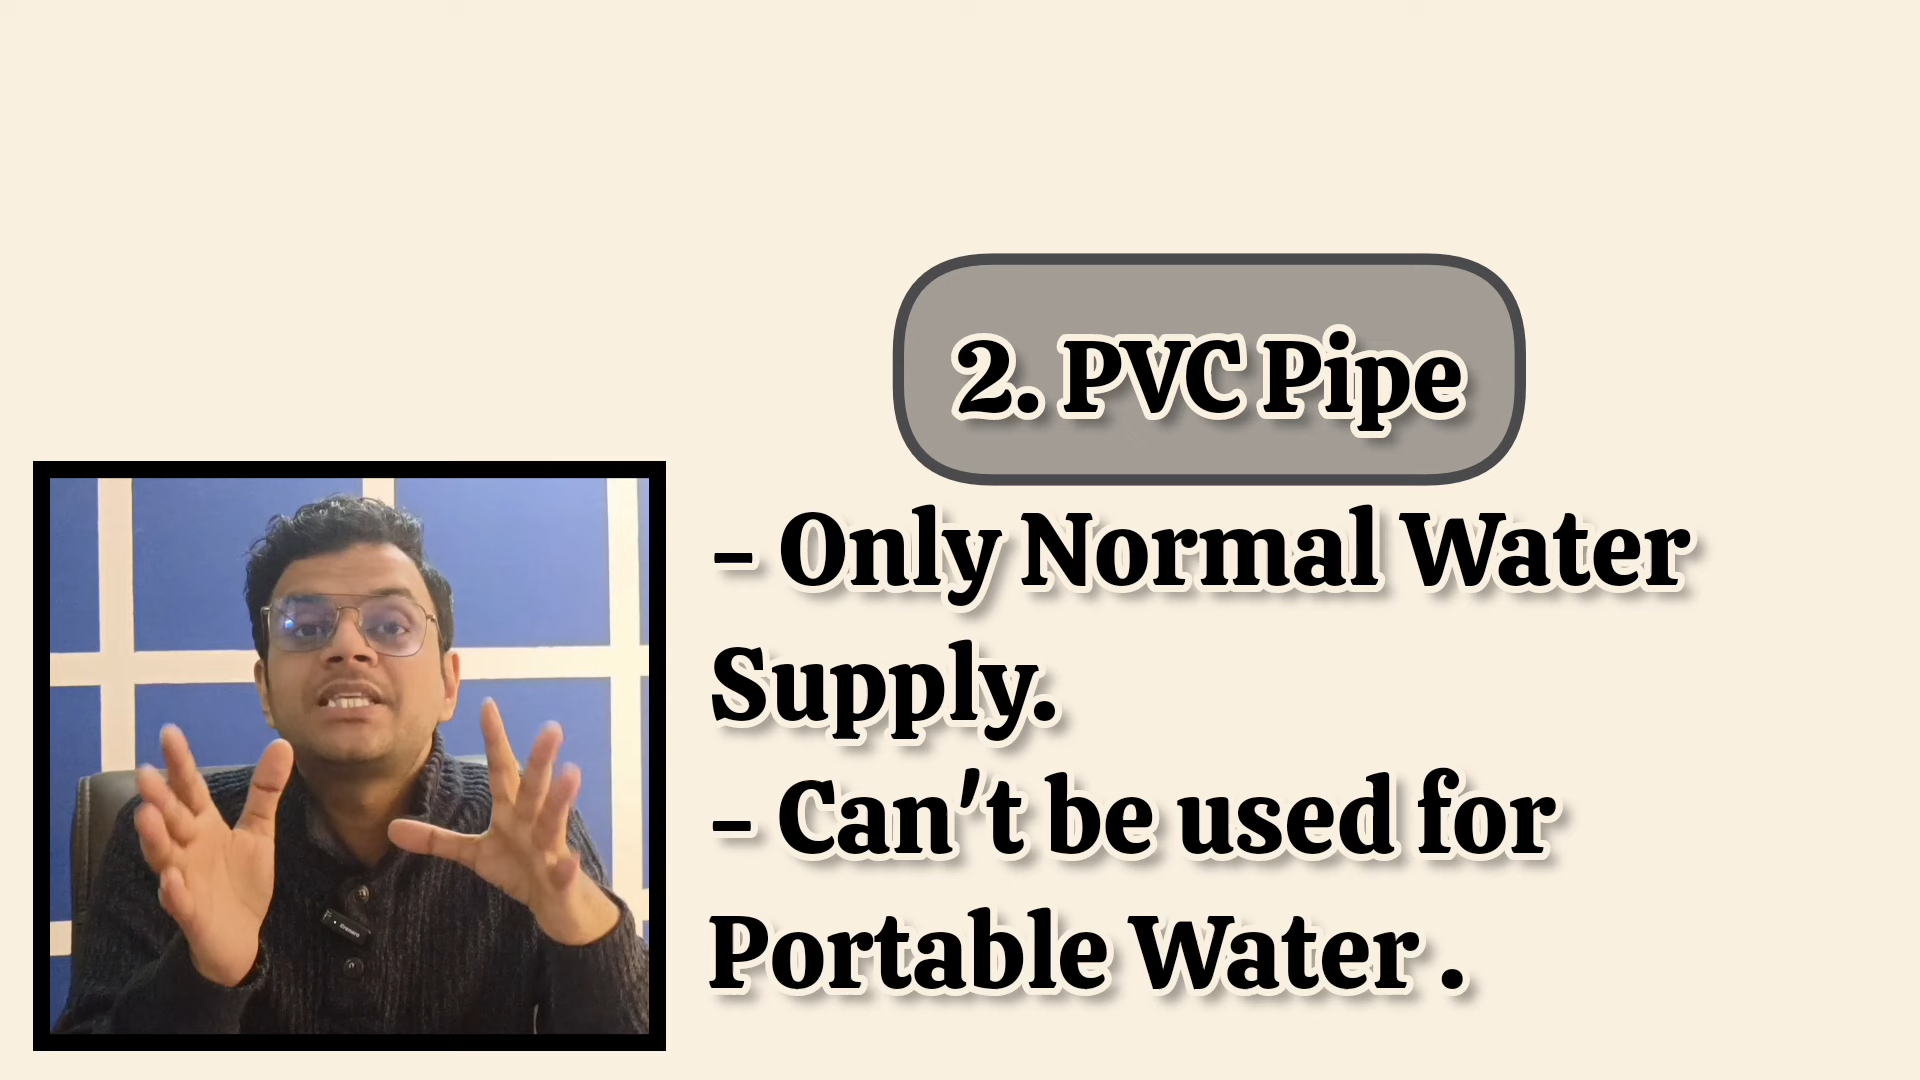 2. PVC Pipe
- Only Normal Water
Supply.
- Can't be used for
Portable Water .